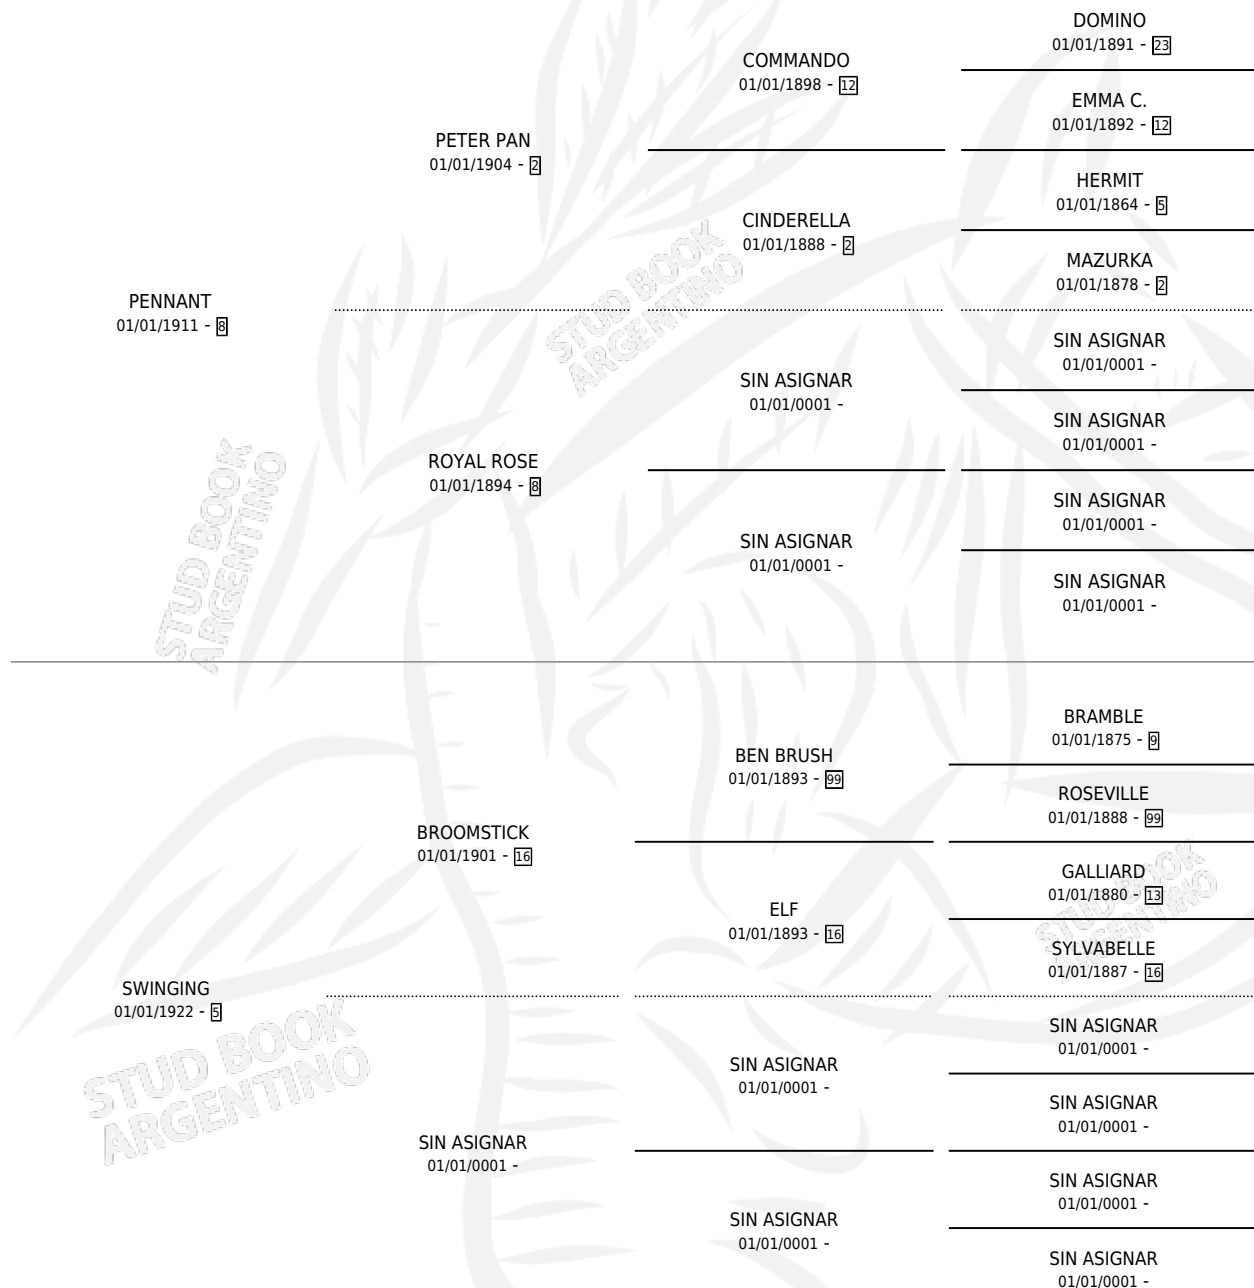 DOMINO
01/01/1891 - 23
COMMANDO
01/01/1898 - 12
EMMA C.
01/01/1892 - 12
PETER PAN
01/01/1904 - 2
HERMIT
01/01/1864 - 5
CINDERELLA
01/01/1888 - 2
MAZURKA
01/01/1878 - 2
PENNANT
01/01/1911 - 8
SIN ASIGNAR
01/01/0001 -
SIN ASIGNAR
01/01/0001 -
SIN ASIGNAR
01/01/0001 -
ROYAL ROSE
01/01/1894 - 8
SIN ASIGNAR
01/01/0001 -
SIN ASIGNAR
01/01/0001 -
SIN ASIGNAR
01/01/0001 -
STUD BOOK
ARGENTINO
STUD BOOK
ARGENTINO
BRAMBLE
01/01/1875 - 9
BEN BRUSH
01/01/1893 - 99
ROSEVILLE
01/01/1888 - 99
BROOMSTICK
01/01/1901 - 16
GALLIARD
01/01/1880 - 13
ELF
01/01/1893 - 16
SYLVABELLE
01/01/1887 - 16
SWINGING
01/01/1922 - 5
SIN ASIGNAR
01/01/0001 -
SIN ASIGNAR
01/01/0001 -
SIN ASIGNAR
01/01/0001 -
SIN ASIGNAR
01/01/0001 -
SIN ASIGNAR
01/01/0001 -
SIN ASIGNAR
01/01/0001 -
SIN ASIGNAR
01/01/0001 -
STUD BOOK
ARGENTINO
STUD BOOK
ARGENTINO